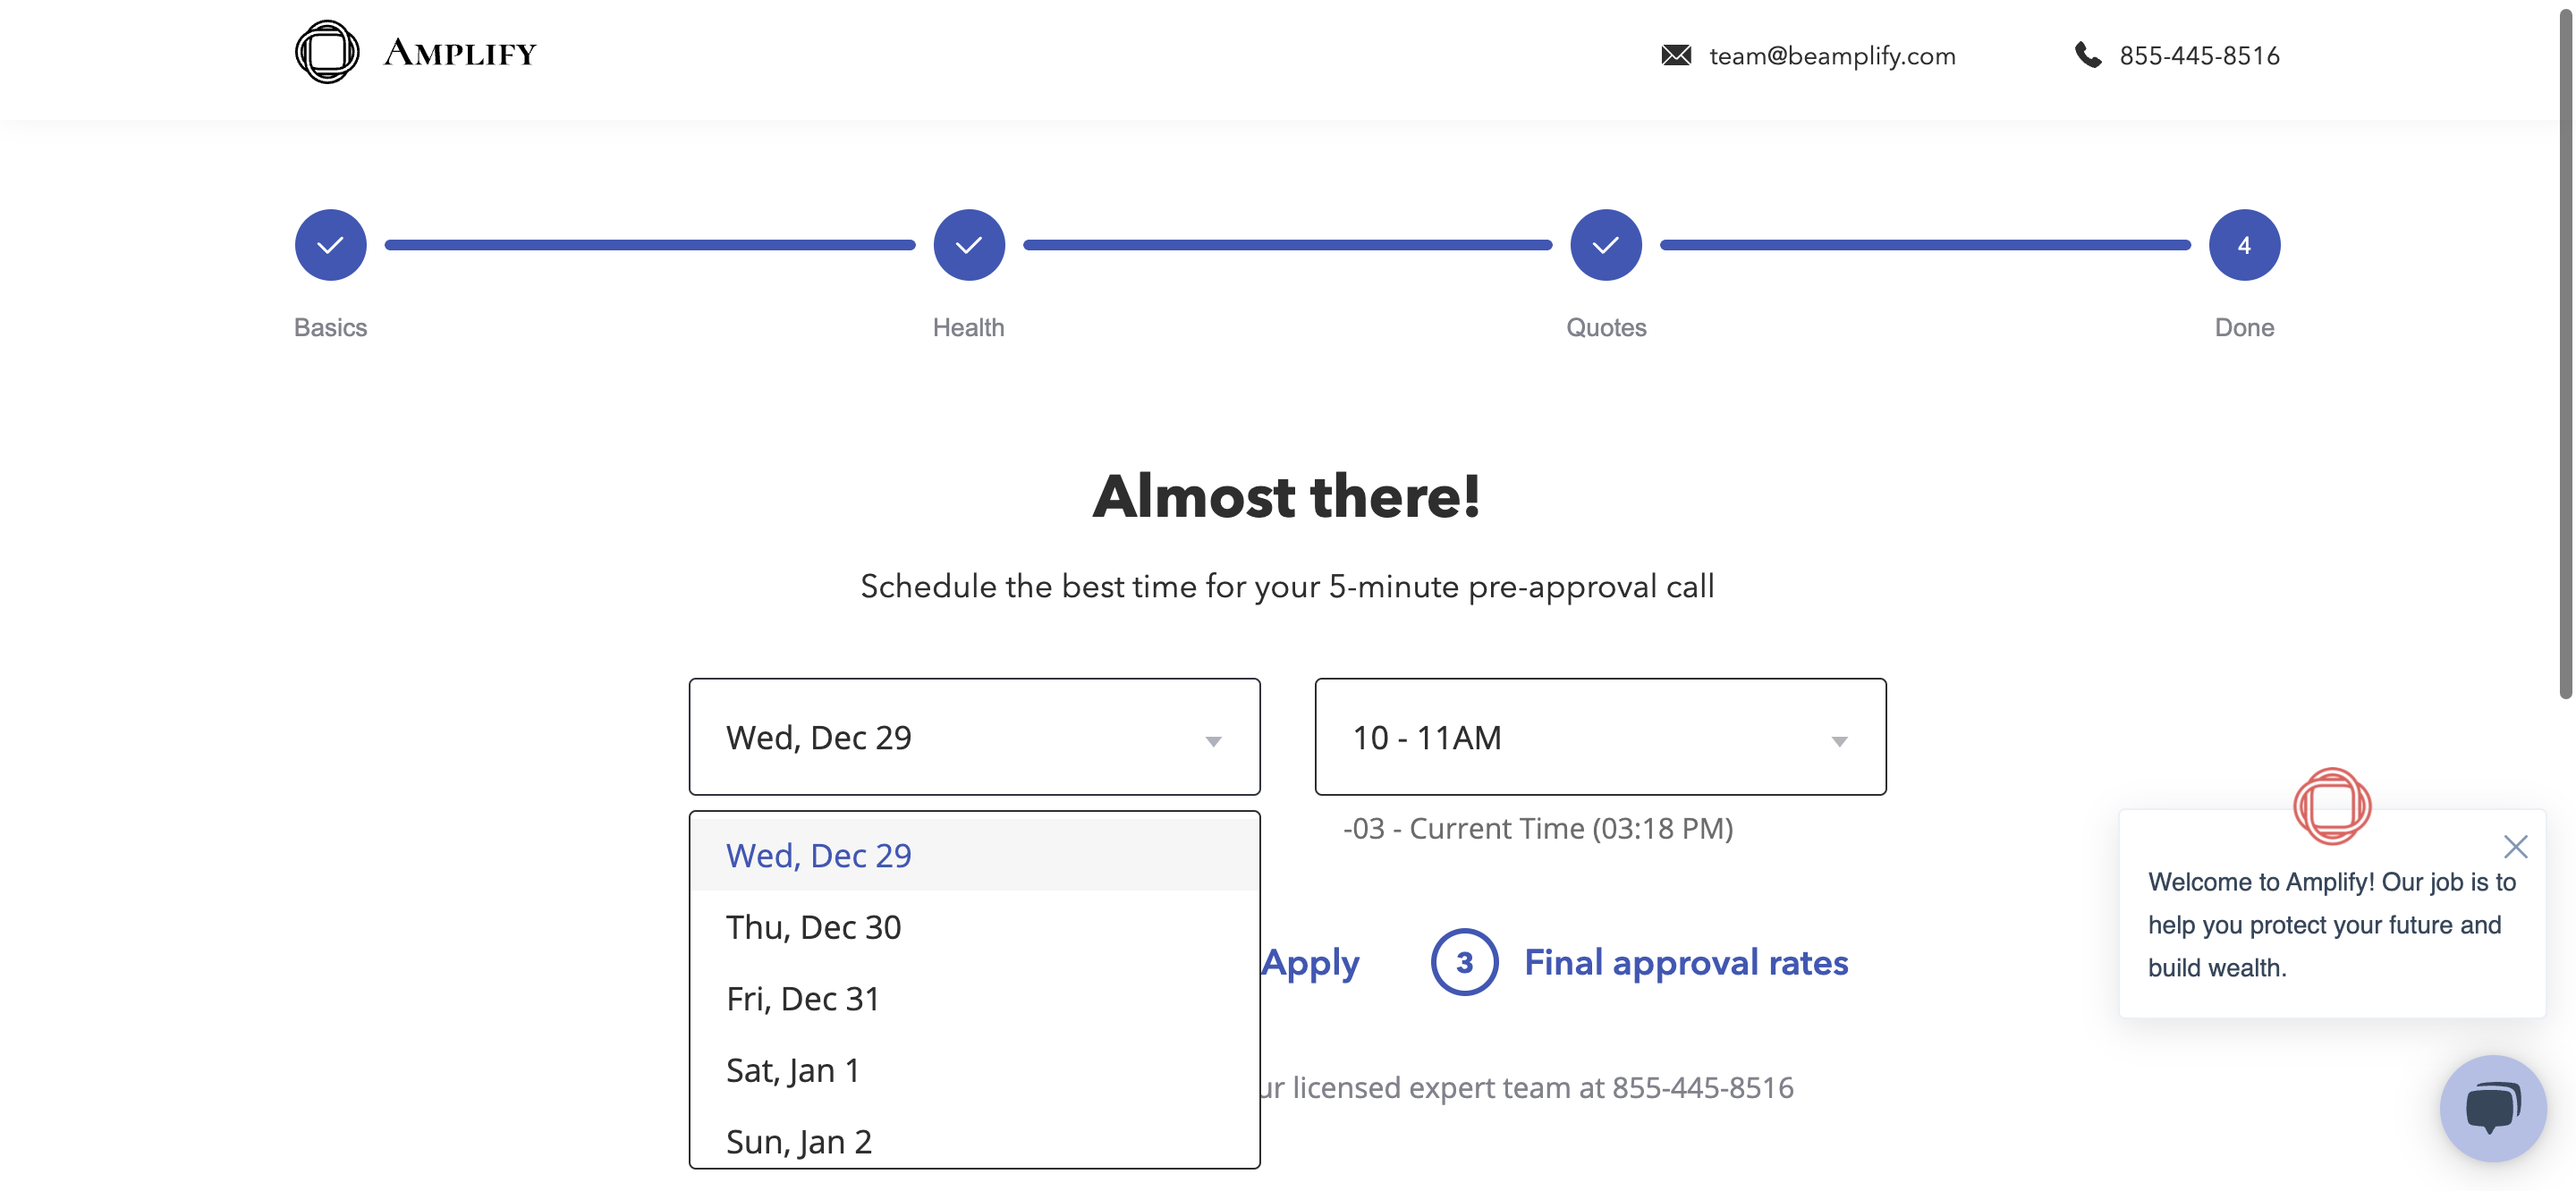 AMPLIFY
team@beamplify.com
855-445-8516
4
Basics
Health
Quotes
Done
Almost there!
Schedule the best time for your 5-minute pre-approval call
Wed, Dec 29
10 - 11AM
-03 - Current Time (03:18 PM)
Wed, Dec 29
Thu, Dec 30
Fri, Dec 31
Sat, Jan 1
Sun, Jan 2
Apply
3 Final approval rates
licensed expert team at 855-445-8516
Welcome to Amplify! Our job is to
help you protect your future and
build wealth.